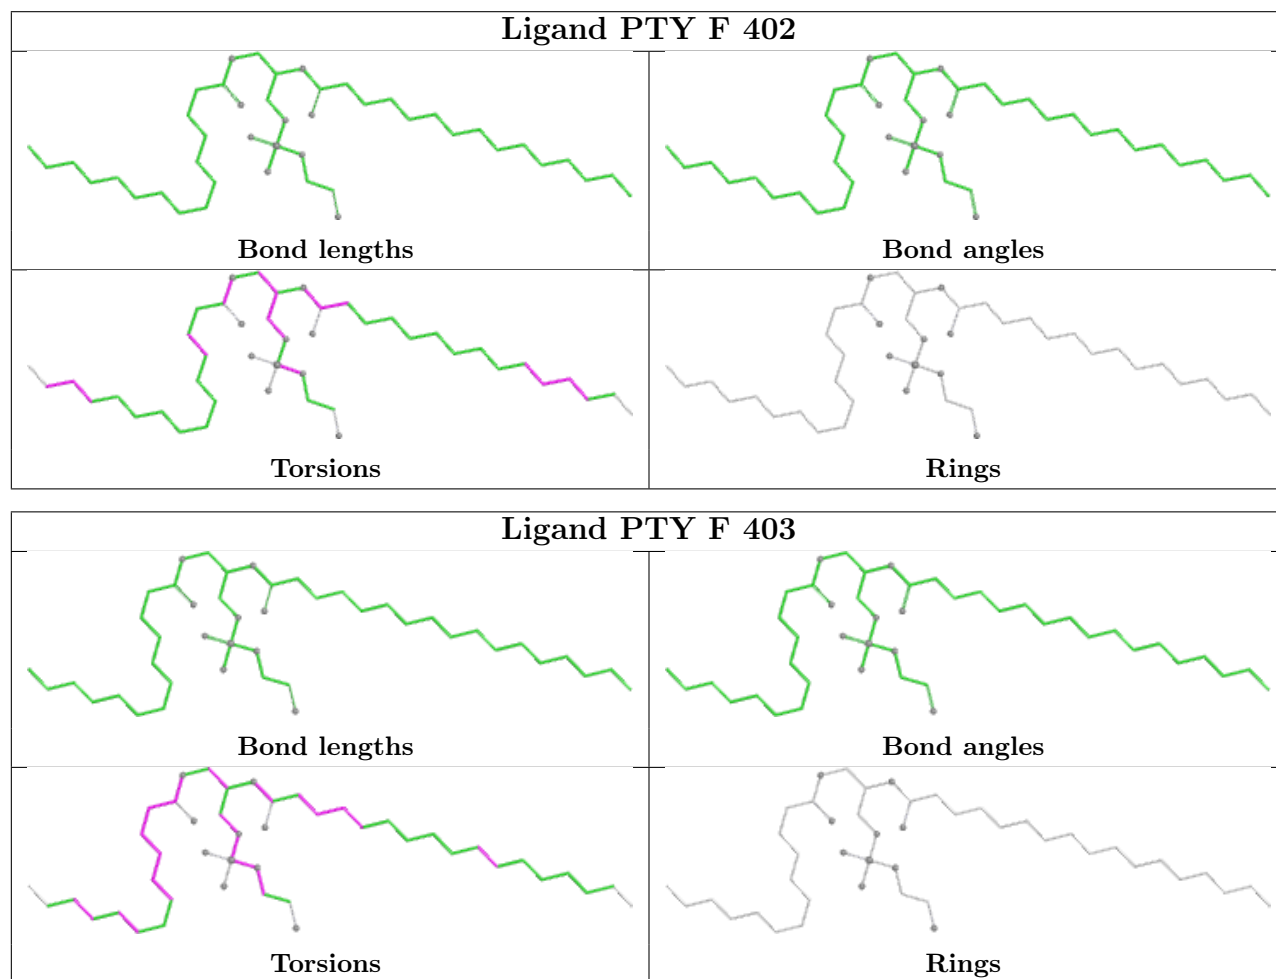 Ligand PTY F 402
Bond lengths
Bond angles
Torsions
Rings
Ligand PTY F 403
Bond lengths
Bond angles
Torsions
Rings